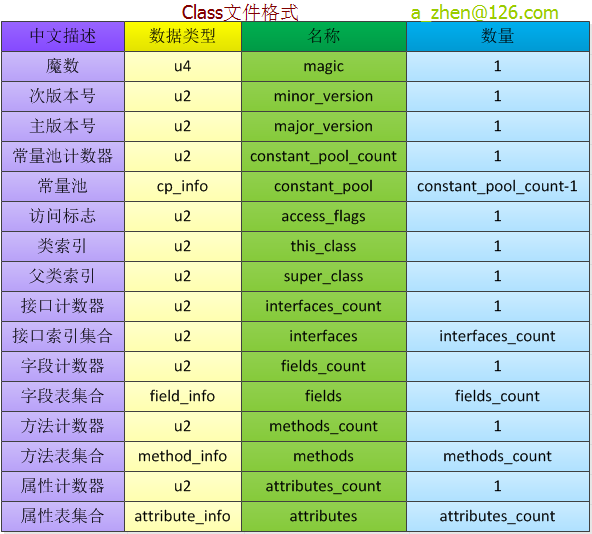 Class文件格式 a_zhen@126.com
中文描述 数据类型 名称 数量
魔数 u4 magic 1
次版本号 u2 minor_version 1
主版本号 u2 major_version 1
常量池计数器 u2 constant_pool_count 1
常量池 cp_info constant_pool constant_pool_count-1
访问标志 u2 access_flags 1
类索引 u2 this_class 1
父类索引 u2 super_class 1
接口计数器 u2 interfaces_count 1
接口索引集合 u2 interfaces interfaces_count
字段计数器 u2 fields_count 1
字段表集合 field_info fields fields_count
方法计数器 u2 methods_count 1
方法表集合 method_info methods methods_count
属性计数器 u2 attributes_count 1
属性表集合 attribute_info attributes attributes_count